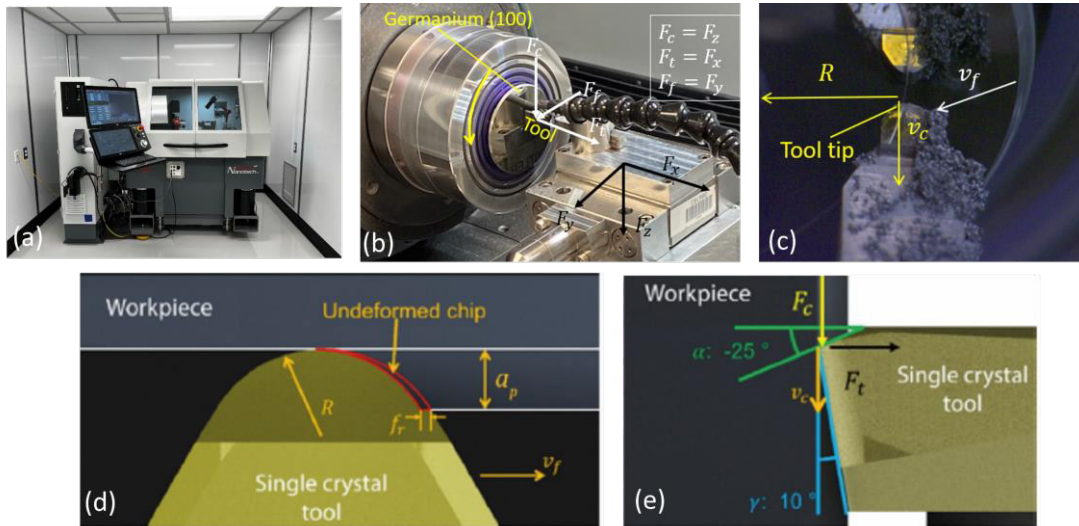 Nanotech
(a)
Germanium (100)
F_c
F_c = F_z
F_t = F_x
F_f = F_y
F_f
Tool
F_x
F_y
F_z
(b)
R
v_f
v_c
Tool tip
(c)
Workpiece
Undeformed chip
a_p
R
f_r
v_f
Single crystal
tool
(d)
Workpiece
F_c
α: -25 °
F_t
v_c
Single crystal
tool
γ: 10 °
(e)